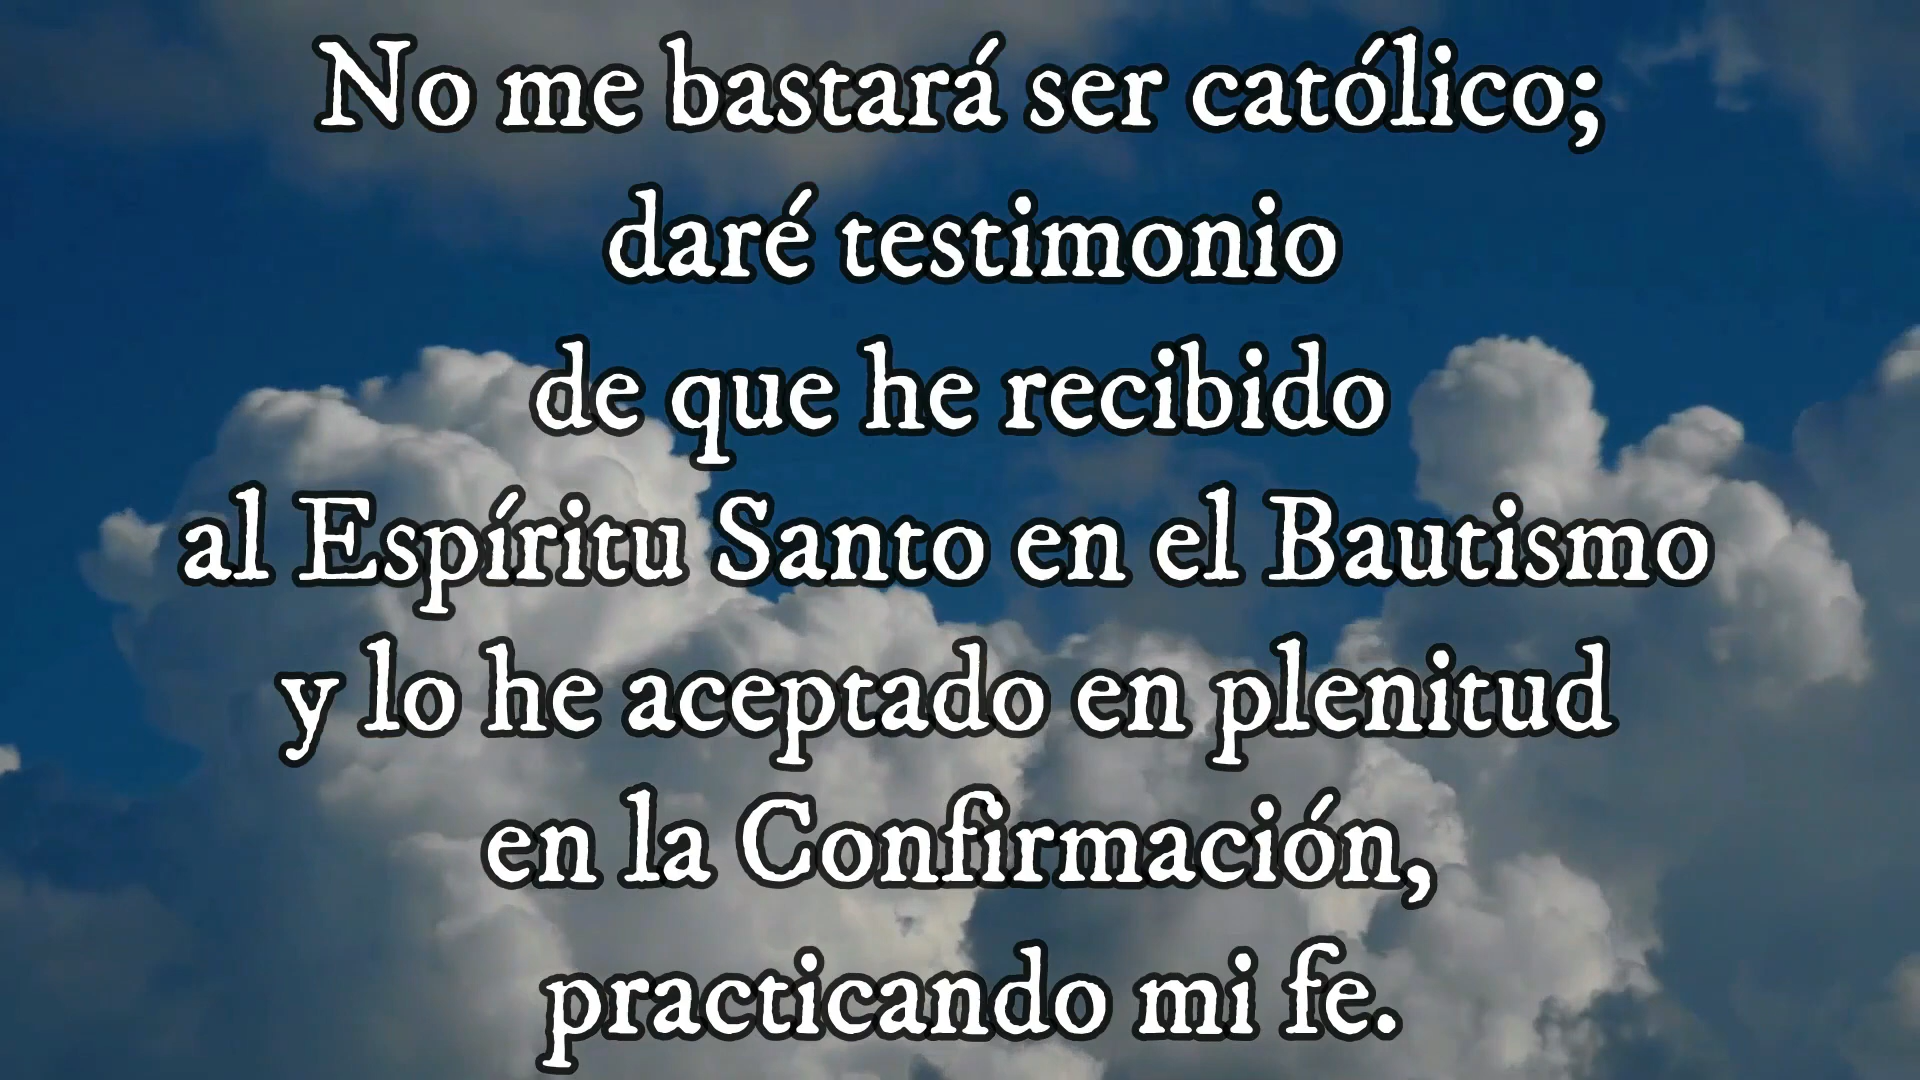 No me bastará ser católico;
daré testimonio
de que he recibido
al Espíritu Santo en el Bautismo
y lo he aceptado en plenitud
en la Confirmación,
practicando mi fe.